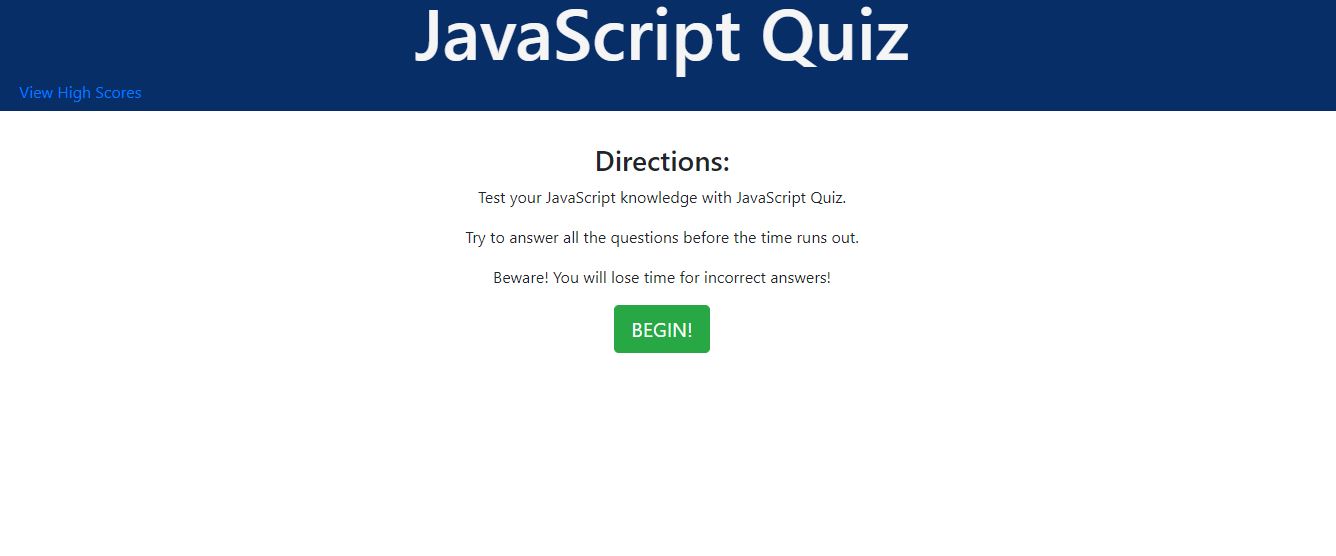 JavaScript Quiz
View High Scores
Directions:
Test your JavaScript knowledge with JavaScript Quiz.
Try to answer all the questions before the time runs out.
Beware! You will lose time for incorrect answers!
BEGIN!